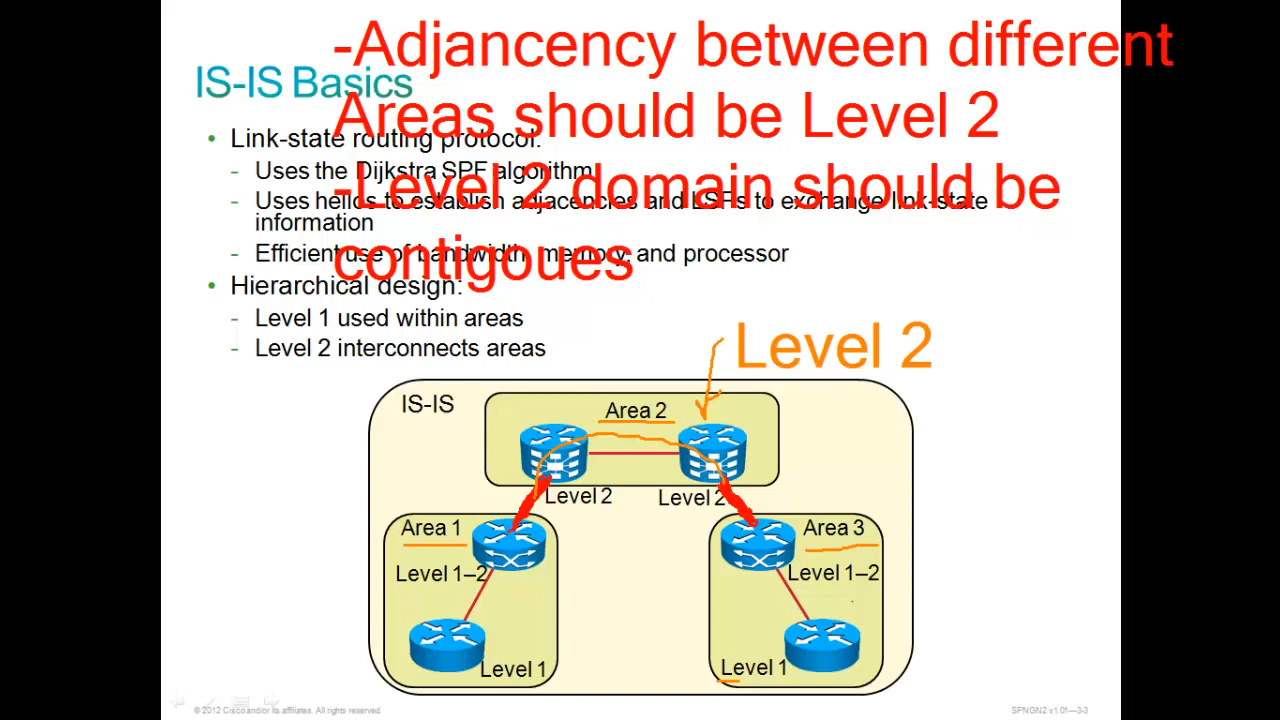 -Adjancency between different
Areas should be Level 2
-Level 2 domain should be
contigoues
IS-IS Basics
• Link-state routing protocol:
- Uses the Dijkstra SPF algorithm
- Uses hellos to establish adjacencies and LSPs to exchange link-state
information
- Efficient use of bandwidth, memory, and processor
• Hierarchical design:
- Level 1 used within areas
- Level 2 interconnects areas
Level 2
IS-IS
Area 2
Level 2
Level 2
Area 1
Area 3
Level 1–2
Level 1–2
Level 1
Level 1
© 2012 Cisco and/or its affiliates. All rights reserved.
SPNGN2 v1.01—3-3